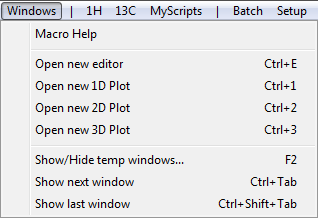 Windows | 1H 13C MyScripts | Batch Setup
Macro Help
Open new editor Ctrl+E
Open new 1D Plot Ctrl+1
Open new 2D Plot Ctrl+2
Open new 3D Plot Ctrl+3
Show/Hide temp windows... F2
Show next window Ctrl+Tab
Show last window Ctrl+Shift+Tab